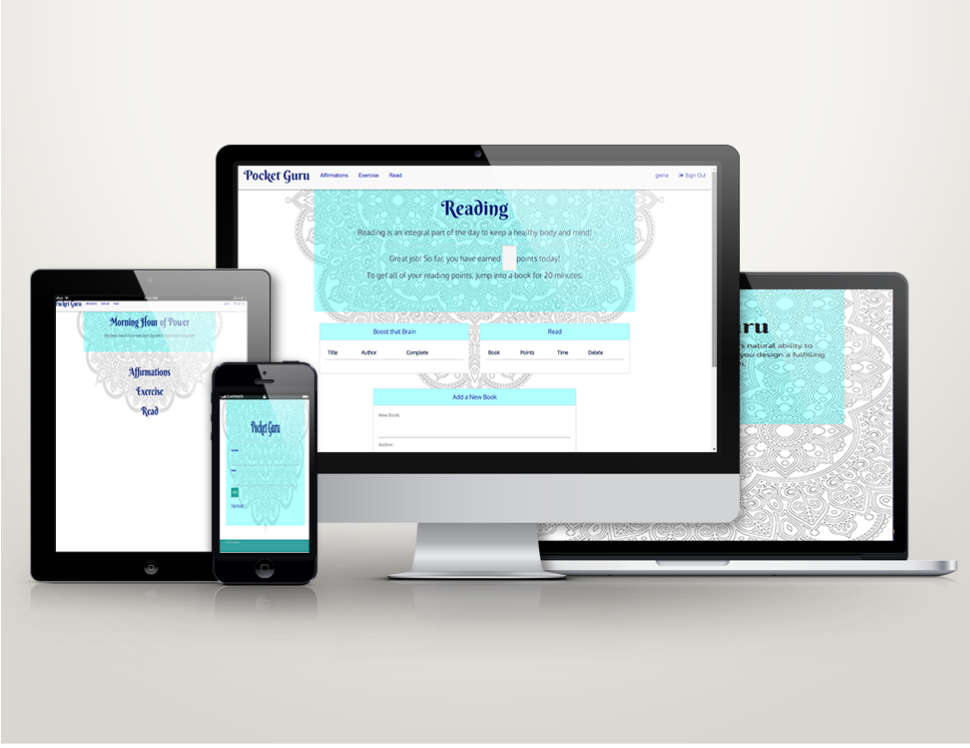 Pocket Guru Affirmations Exercise Read gwna Sign Out
Reading
Reading is an integral part of the day to keep a healthy body and mind!
Great job! So far, you have earned points today!
To get all of your reading points, jump into a book for 20 minutes.
Boost that Brain
Title Author Complete
Read
Book Points Time Delete
Add a New Book
New Book:
Author:
Pocket Guru
Morning Hour of Power
Affirmations
Exercise
Read
Pocket Guru
uru
's natural ability to
you design a fulfilling